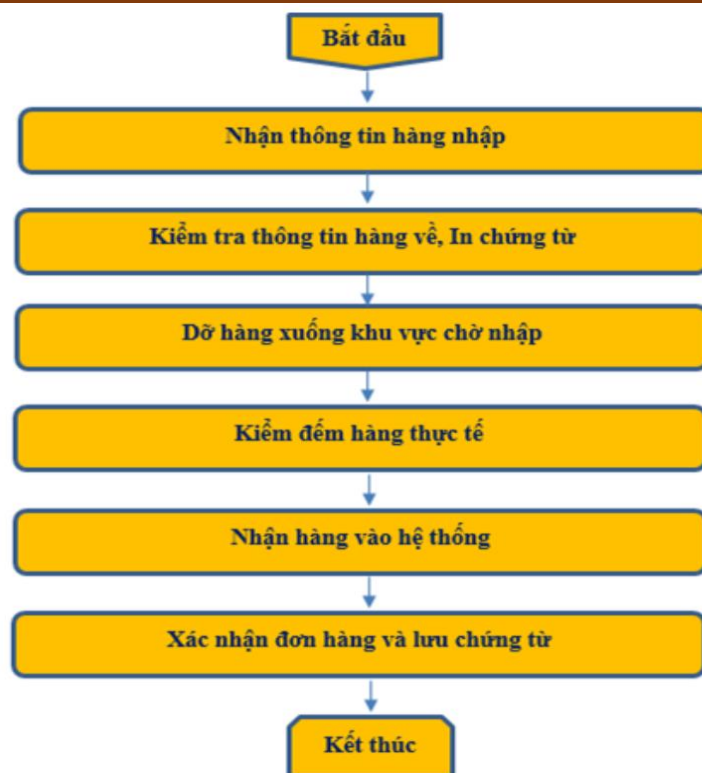 Bắt đầu
Nhận thông tin hàng nhập
Kiểm tra thông tin hàng về, In chứng từ
Dỡ hàng xuống khu vực chờ nhập
Kiểm đếm hàng thực tế
Nhận hàng vào hệ thống
Xác nhận đơn hàng và lưu chứng từ
Kết thúc